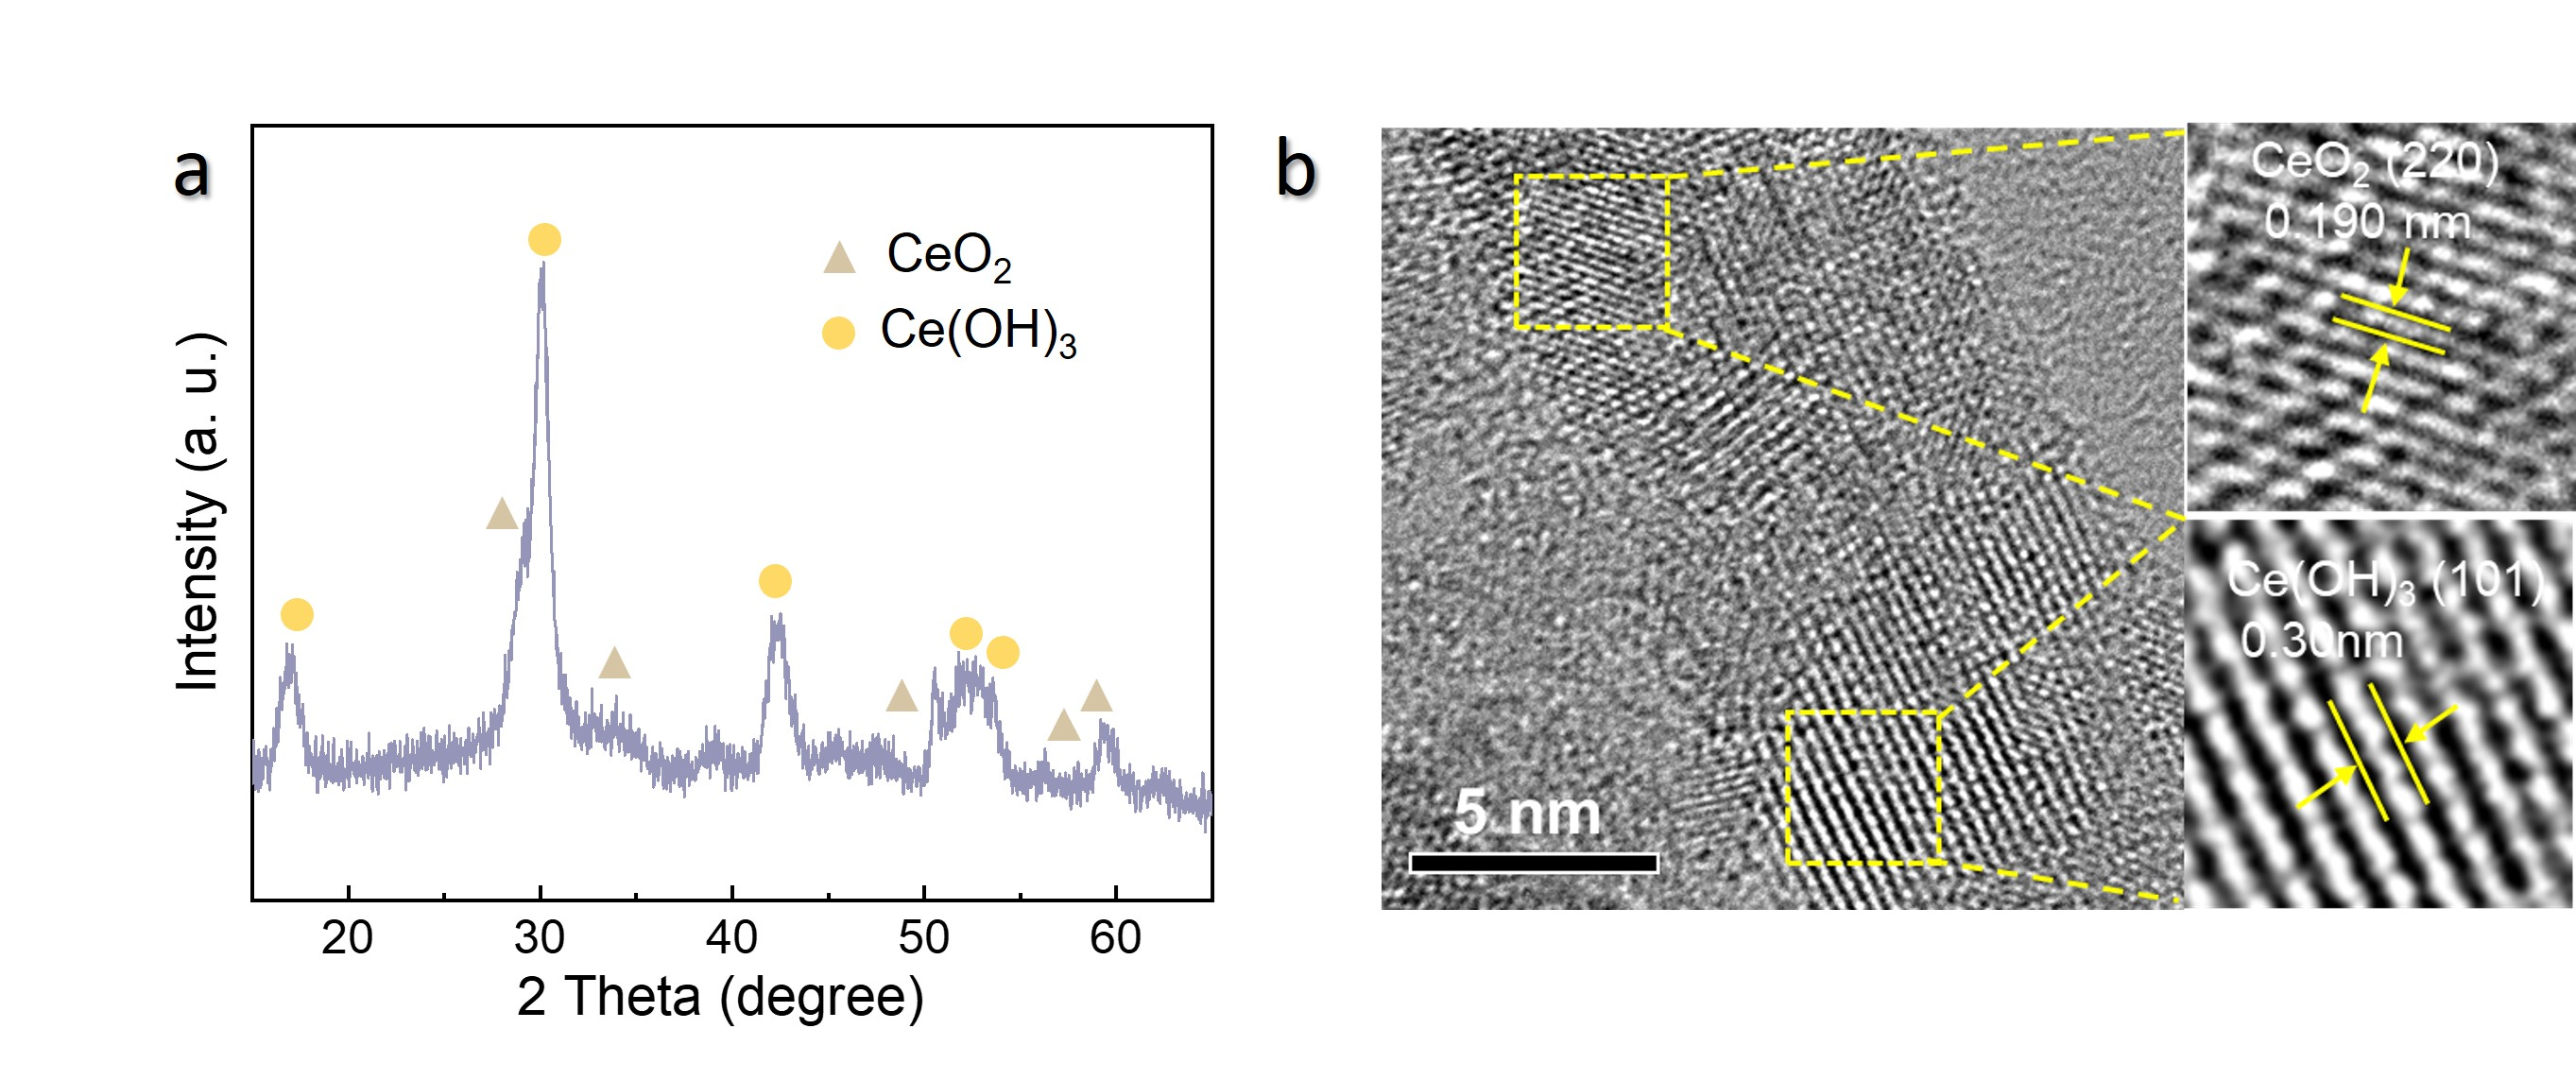 a
Intensity (a. u.)
CeO₂
Ce(OH)₃
20 30 40 50 60
2 Theta (degree)
b
5 nm
CeO₂ (220)
0.190 nm
Ce(OH)₃ (101)
0.30nm